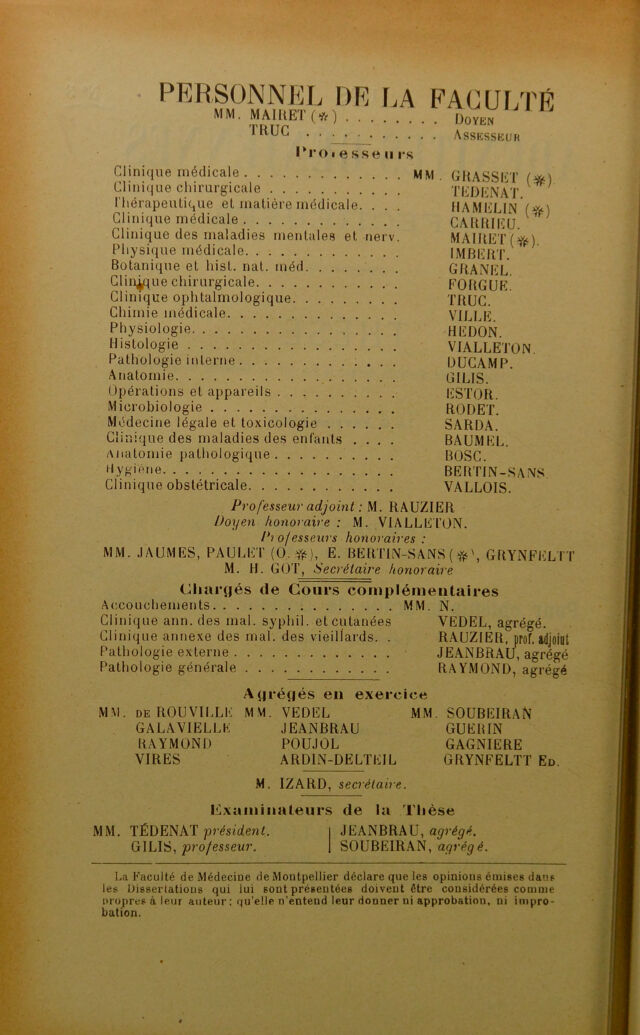 PERSONNEL DE LA FACULTÉ
MM. MAIRET (✻) . . . . . . . . DOYEN
TRUC . . . . . . . . . . ASSESSEUR
Professeurs
Clinique médicale . . . . . . . . . . . . . MM . GRASSET (✻)
Clinique chirurgicale . . . . . . . . . . TEDENAT.
Thérapeutique et matière médicale. . . . HAMELIN (✻)
Clinique médicale . . . . . . . . . . . . CARRIEU.
Clinique des maladies mentales et nerv. MAIRET (✻).
Physique médicale. . . . . . . . . . . . IMBERT.
Botanique et hist. nat. méd. . . . . . . . GRANEL.
Clinique chirurgicale. . . . . . . . . . . FORGUE.
Clinique ophtalmologique. . . . . . . . . TRUC.
Chimie médicale. . . . . . . . . . . . . VILLE.
Physiologie. . . . . . . . . . . . . . . HEDON.
Histologie . . . . . . . . . . . . . . . VIALLETON.
Pathologie interne . . . . . . . . . . . . DUCAMP.
Anatomie. . . . . . . . . . . . . . . . GILIS.
Opérations et appareils . . . . . . . . . . ESTOR.
Microbiologie . . . . . . . . . . . . . . RODET.
Médecine légale et toxicologie . . . . . . SARDA.
Clinique des maladies des enfants . . . . BAUMEL.
Anatomie pathologique . . . . . . . . . . BOSC.
Hygiène. . . . . . . . . . . . . . . . . BERTIN-SANS
Clinique obstétricale. . . . . . . . . . . VALLOIS.
Professeur adjoint : M. RAUZIER
Doyen honoraire : M. VIALLETON.
Professeurs honoraires :
MM. JAUMES, PAULET (O. ✻), E. BERTIN-SANS (✻), GRYNFELTT
M. H. GOT, Secrétaire honoraire
Chargés de Cours complémentaires
Accouchements. . . . . . . . . . . . . . MM. N.
Clinique ann. des mal. syphil. et cutanées VEDEL, agrégé.
Clinique annexe des mal. des vieillards. . RAUZIER, prof. adjoint
Pathologie externe . . . . . . . . . . . . JEANBRAU, agrégé
Pathologie générale . . . . . . . . . . . RAYMOND, agrégé
Agrégés en exercice
MM. DE ROUVILLE MM. VEDEL MM. SOUBEIRAN
GALAVIELLE JEANBRAU GUERIN
RAYMOND POUJOL GAGNIERE
VIRES ARDIN-DELTEIL GRYNFELTT ED.
M. IZARD, secrétaire.
Examinateurs de la Thèse
MM. TÉDENAT président. JEANBRAU, agrégé.
GILIS, professeur. SOUBEIRAN, agrégé.
La Faculté de Médecine de Montpellier déclare que les opinions émises dans
les Dissertations qui lui sont présentées doivent être considérées comme
propres à leur auteur ; qu'elle n'entend leur donner ni approbation, ni impro-
bation.